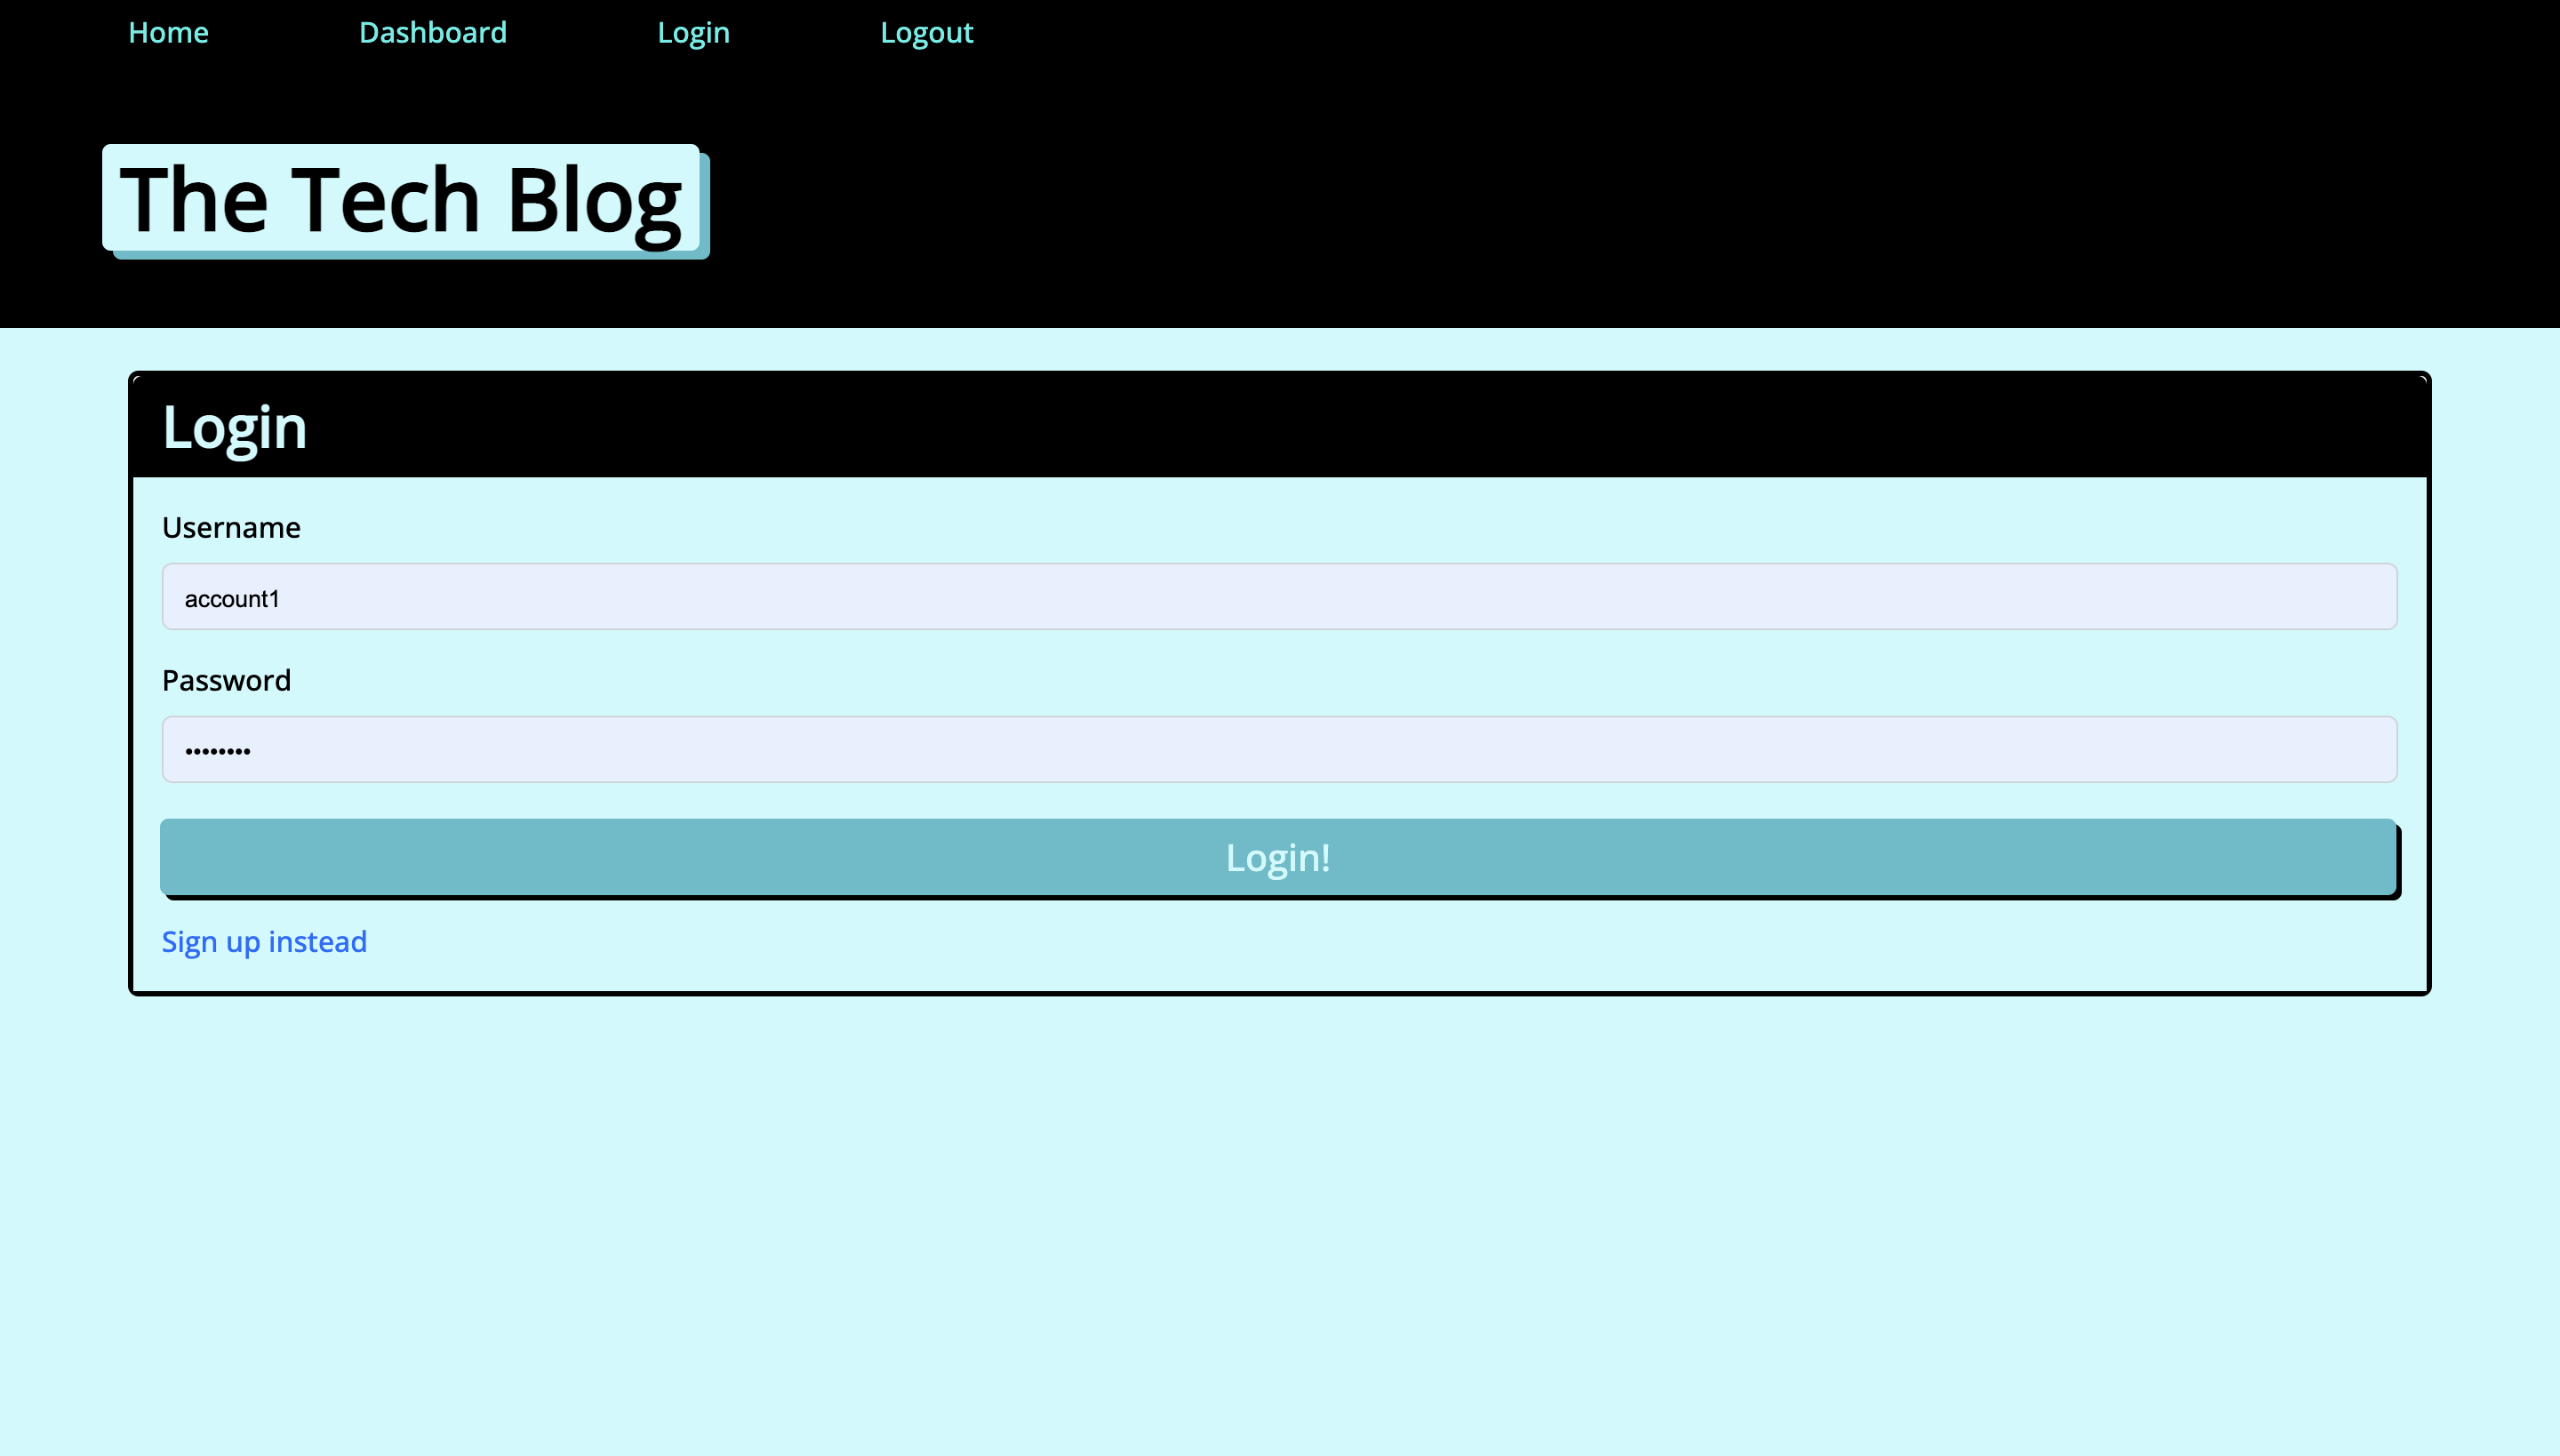 Home Dashboard Login Logout
The Tech Blog
Login
Username
account1
Password
••••••••
Login!
Sign up instead